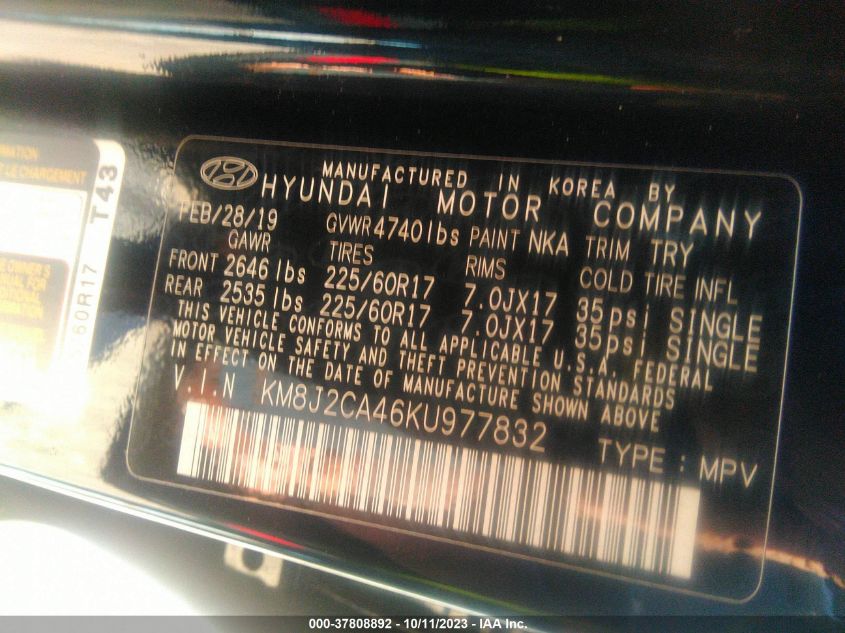 MANUFACTURED IN KOREA BY
HYUNDAI MOTOR COMPANY
FEB/28/19 GVWR 4740lbs PAINT NKA TRIM TRY
GAWR TIRES RIMS COLD TIRE INFL
FRONT 2646 lbs 225/60R17 7.0JX17 35psi SINGLE
REAR 2535 lbs 225/60R17 7.0JX17 35psi SINGLE
THIS VEHICLE CONFORMS TO ALL APPLICABLE U.S.A. FEDERAL
MOTOR VEHICLE SAFETY AND THEFT PREVENTION STANDARDS
IN EFFECT ON THE DATE OF MANUFACTURE SHOWN ABOVE
V.I.N KM8J2CA46KU977832
TYPE : MPV
LE CHARGEMENT
60R17 T43
000-37808892 - 10/11/2023 - IAA Inc.